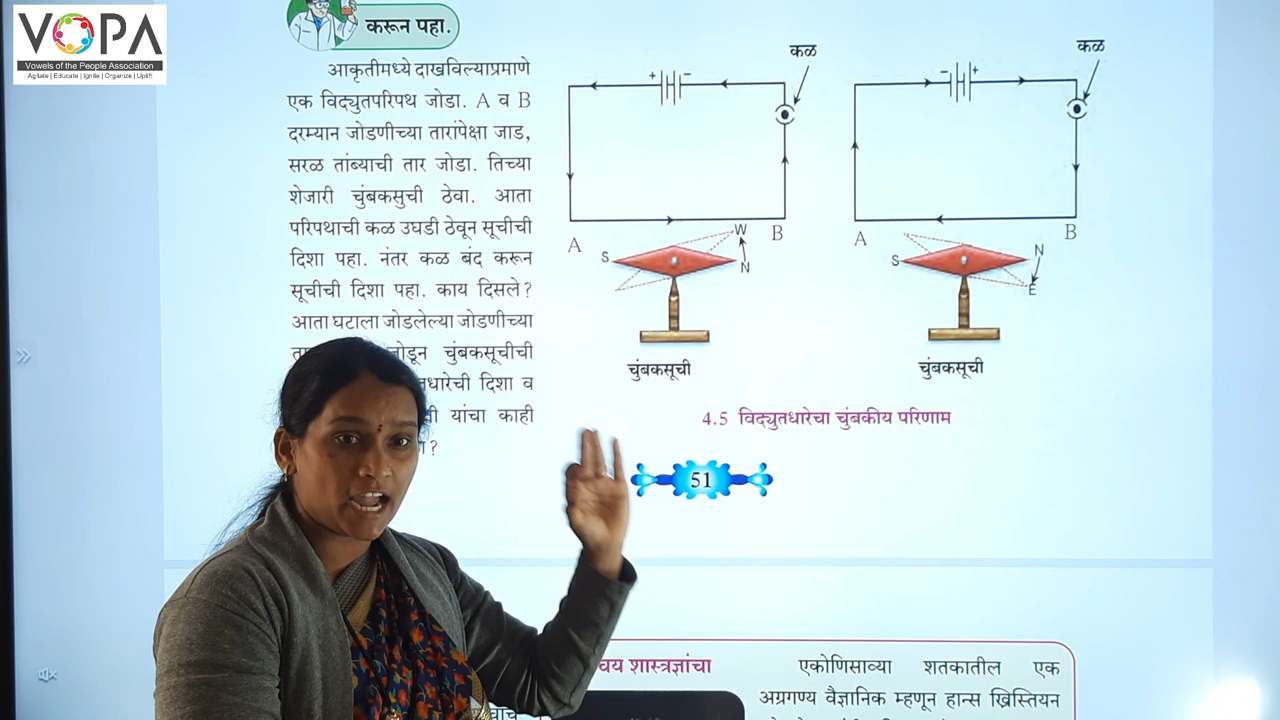 VOPA
Vowels of the People Association
Agitate | Educate | Ignite | Organize | Uplift
करून पहा.
आकृतीमध्ये दाखविल्याप्रमाणे
एक विद्युतपरिपथ जोडा. A व B
दरम्यान जोडणीच्या तारांपेक्षा जाड,
सरळ तांब्याची तार जोडा. तिच्या
शेजारी चुंबकसुची ठेवा. आता
परिपथाची कळ उघडी ठेवून सूचीची
दिशा पहा. नंतर कळ बंद करून
सूचीची दिशा पहा. काय दिसले?
आता घटाला जोडलेल्या जोडणीच्या
जोडून चुंबकसूचीची
दिशा व
यांचा काही
कळ
+ −
A
B
S
W
N
चुंबकसूची
कळ
− +
A
B
S
N
E
चुंबकसूची
4.5 विद्युतधारेचा चुंबकीय परिणाम
51
शास्त्रज्ञांचा
एकोणिसाव्या शतकातील एक
अग्रगण्य वैज्ञानिक म्हणून हान्स ख्रिस्तियन